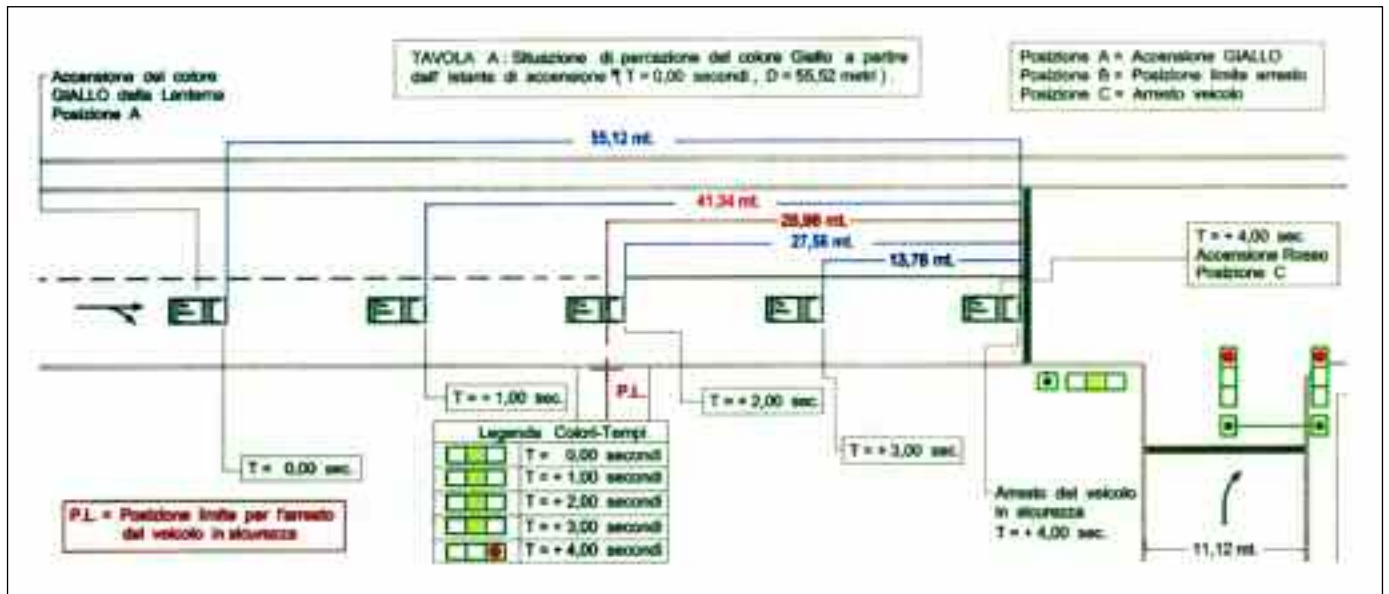 TAVOLA A : Situazione di percezione del colore Giallo a partire
dall' istante di accensione ¶ ( T = 0,00 secondi , D = 55,52 metri ) .
Posizione A = Accensione GIALLO
Posizione B = Posizione limite arresto
Posizione C = Arresto veicolo
Accensione del colore
GIALLO della Lanterna
Posizione A
55,12 mt.
41,34 mt.
28,98 mt.
27,56 mt.
13,78 mt.
T = + 4,00 sec.
Accensione Rosso
Posizione C
T = + 1,00 sec.
P.L.
T = + 2,00 sec.
T = + 3,00 sec.
T = 0,00 sec.
Legenda Colori-Tempi
T = 0,00 secondi
T = + 1,00 secondi
T = + 2,00 secondi
T = + 3,00 secondi
T = + 4,00 secondi
P.L. = Posizione limite per l'arresto
del veicolo in sicurezza
Arresto del veicolo
in sicurezza
T = + 4,00 sec.
11,12 mt.